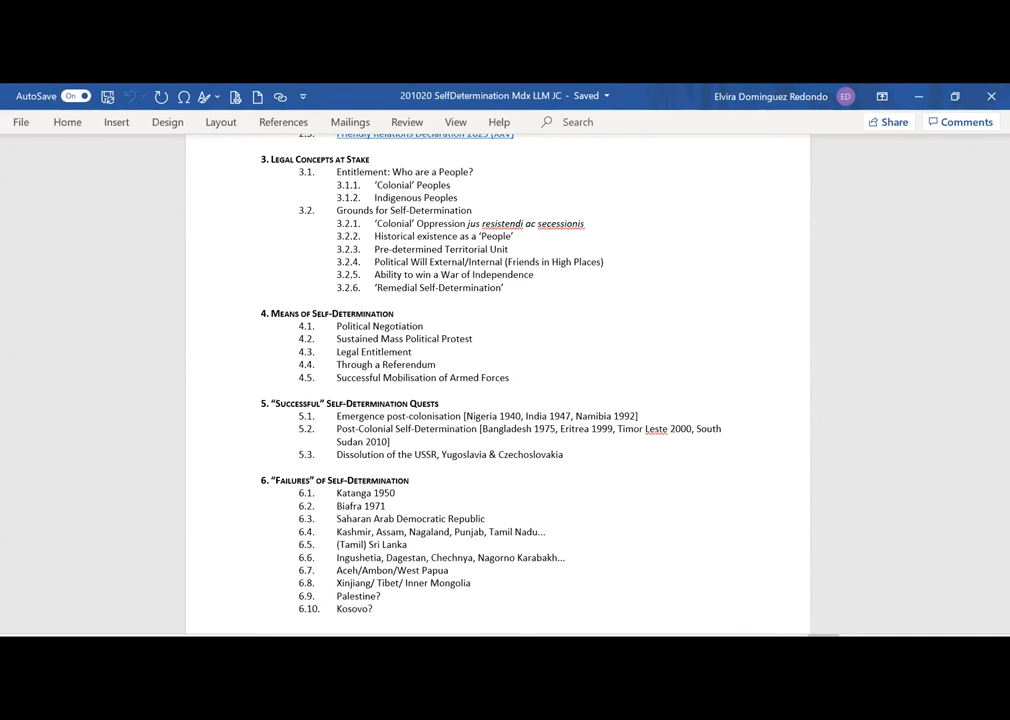 AutoSave On 201020 SelfDetermination Mdx LLM JC - Saved Elvira Dominguez Redondo ED
File Home Insert Design Layout References Mailings Review View Help Search Share Comments
2.3. Friendly Relations Declaration 2625 (XXV)
3. LEGAL CONCEPTS AT STAKE
3.1. Entitlement: Who are a People?
3.1.1. ‘Colonial’ Peoples
3.1.2. Indigenous Peoples
3.2. Grounds for Self-Determination
3.2.1. ‘Colonial’ Oppression jus resistendi ac secessionis
3.2.2. Historical existence as a ‘People’
3.2.3. Pre-determined Territorial Unit
3.2.4. Political Will External/Internal (Friends in High Places)
3.2.5. Ability to win a War of Independence
3.2.6. ‘Remedial Self-Determination’
4. MEANS OF SELF-DETERMINATION
4.1. Political Negotiation
4.2. Sustained Mass Political Protest
4.3. Legal Entitlement
4.4. Through a Referendum
4.5. Successful Mobilisation of Armed Forces
5. “SUCCESSFUL” SELF-DETERMINATION QUESTS
5.1. Emergence post-colonisation [Nigeria 1940, India 1947, Namibia 1992]
5.2. Post-Colonial Self-Determination [Bangladesh 1975, Eritrea 1999, Timor Leste 2000, South
Sudan 2010]
5.3. Dissolution of the USSR, Yugoslavia & Czechoslovakia
6. “FAILURES” OF SELF-DETERMINATION
6.1. Katanga 1950
6.2. Biafra 1971
6.3. Saharan Arab Democratic Republic
6.4. Kashmir, Assam, Nagaland, Punjab, Tamil Nadu...
6.5. (Tamil) Sri Lanka
6.6. Ingushetia, Dagestan, Chechnya, Nagorno Karabakh...
6.7. Aceh/Ambon/West Papua
6.8. Xinjiang/ Tibet/ Inner Mongolia
6.9. Palestine?
6.10. Kosovo?